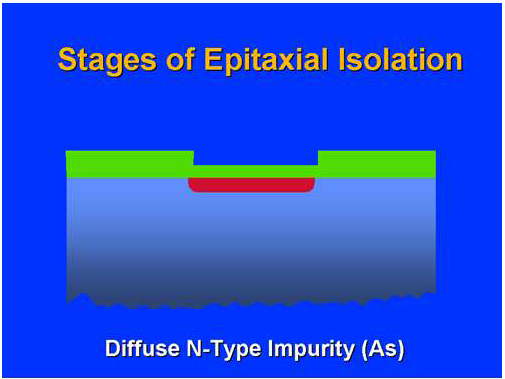 Stages of Epitaxial Isolation
Diffuse N-Type Impurity (As)